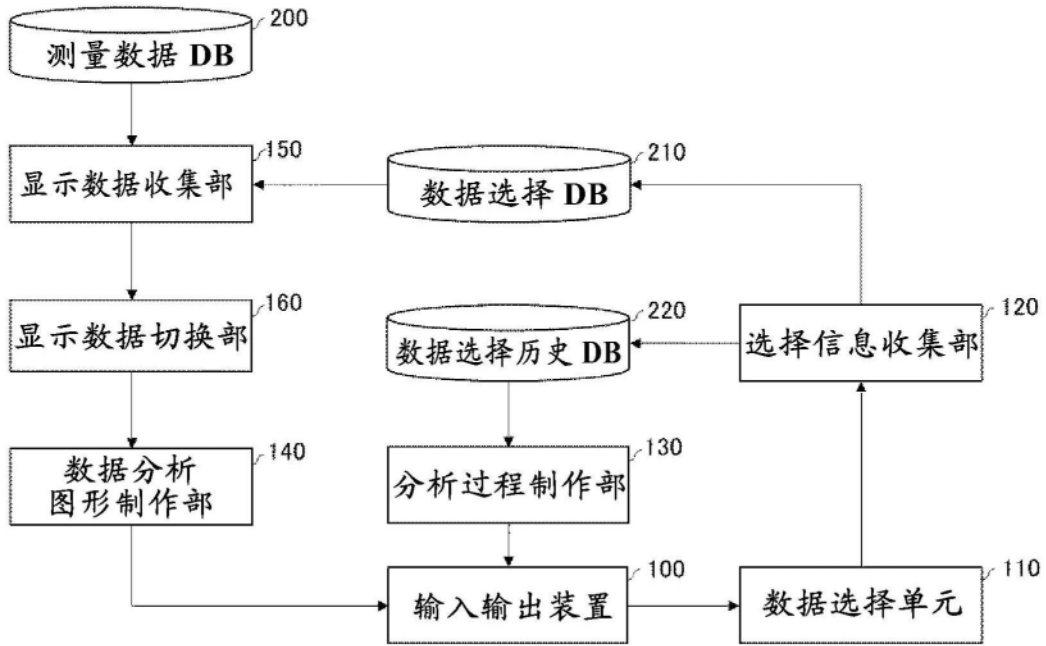 200
测量数据 DB
150
显示数据收集部
210
数据选择 DB
160
显示数据切换部
220
数据选择历史 DB
120
选择信息收集部
140
数据分析
图形制作部
130
分析过程制作部
100
输入输出装置
110
数据选择单元